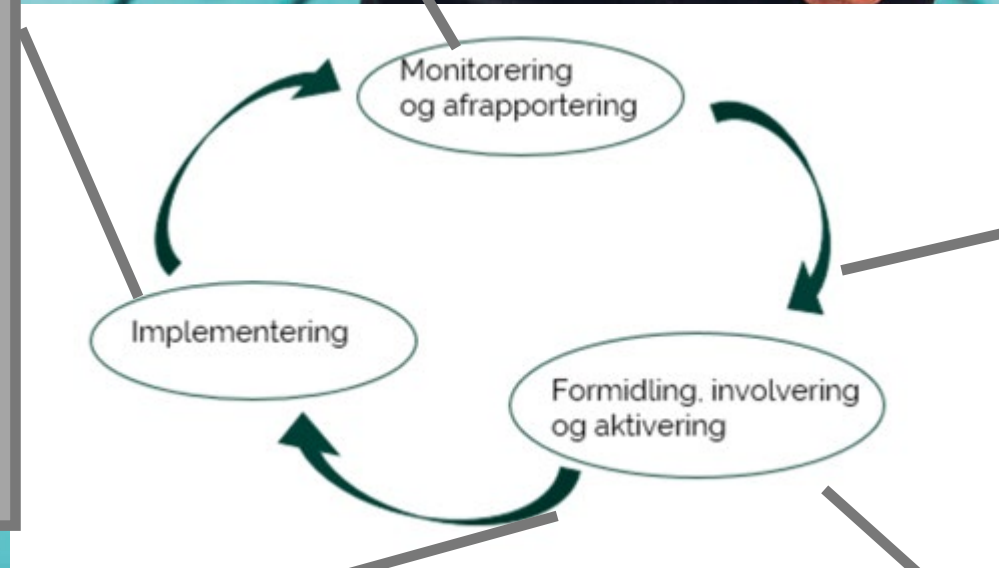 Monitorering
og afrapportering
Implementering
Formidling, involvering
og aktivering